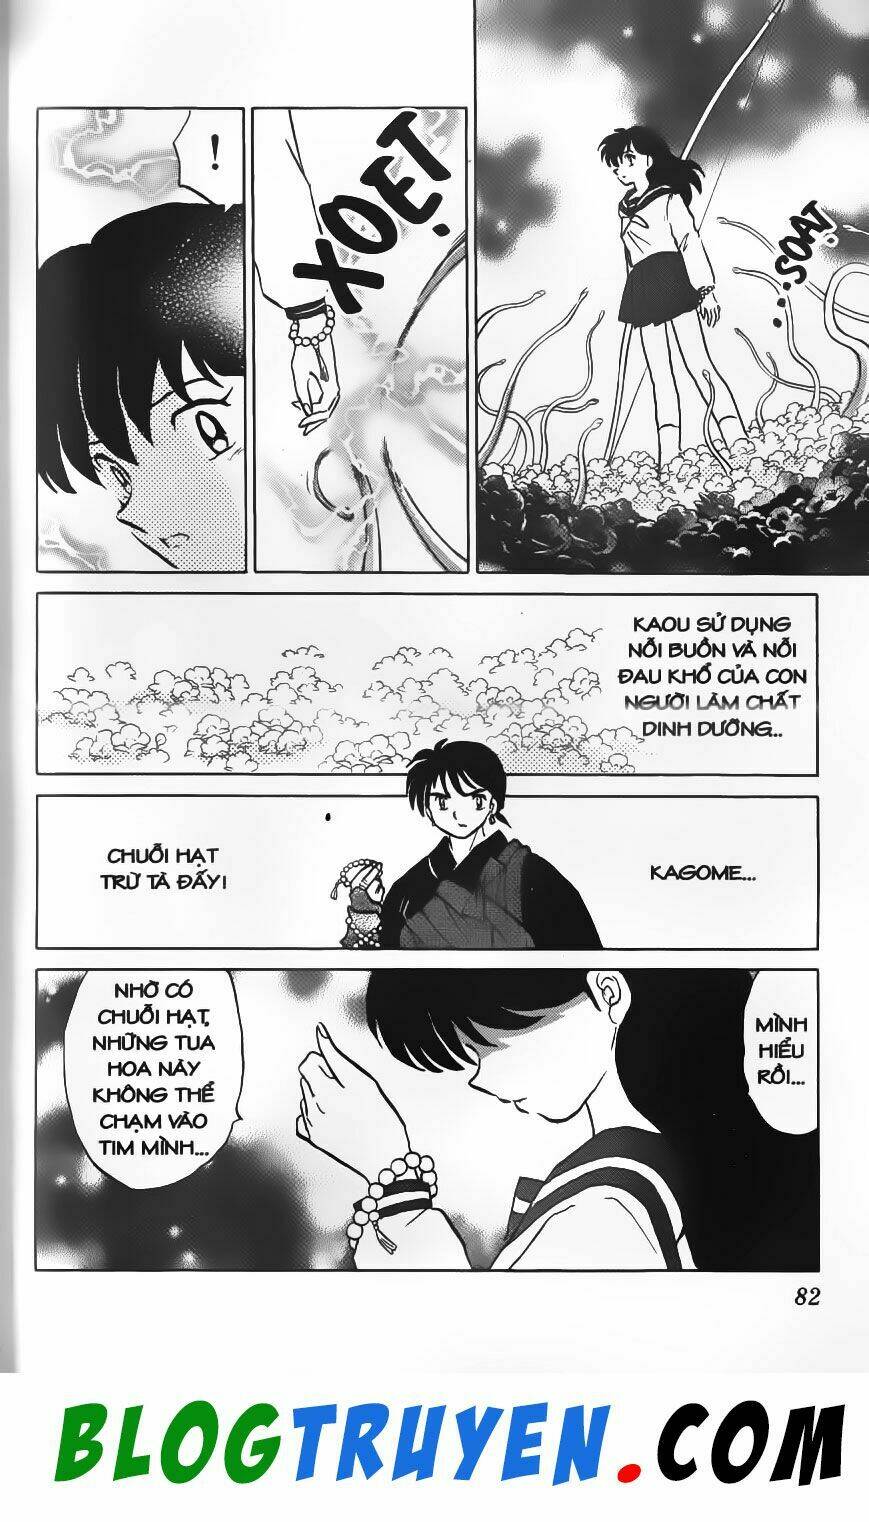 ...SOẠT
XOẸT
!
KAOU SỬ DỤNG
NỖI BUỒN VÀ NỖI
ĐAU KHỔ CỦA CON
NGƯỜI LÀM CHẤT
DINH DƯỠNG...
KAGOME...
CHUỖI HẠT
TRỪ TÀ ĐẤY!
MÌNH
HIỂU
RỒI...
NHỜ CÓ
CHUỖI HẠT,
NHỮNG TUA
HOA NÀY
KHÔNG THỂ
CHẠM VÀO
TIM MÌNH...
82
BLOGTRUYEN.COM